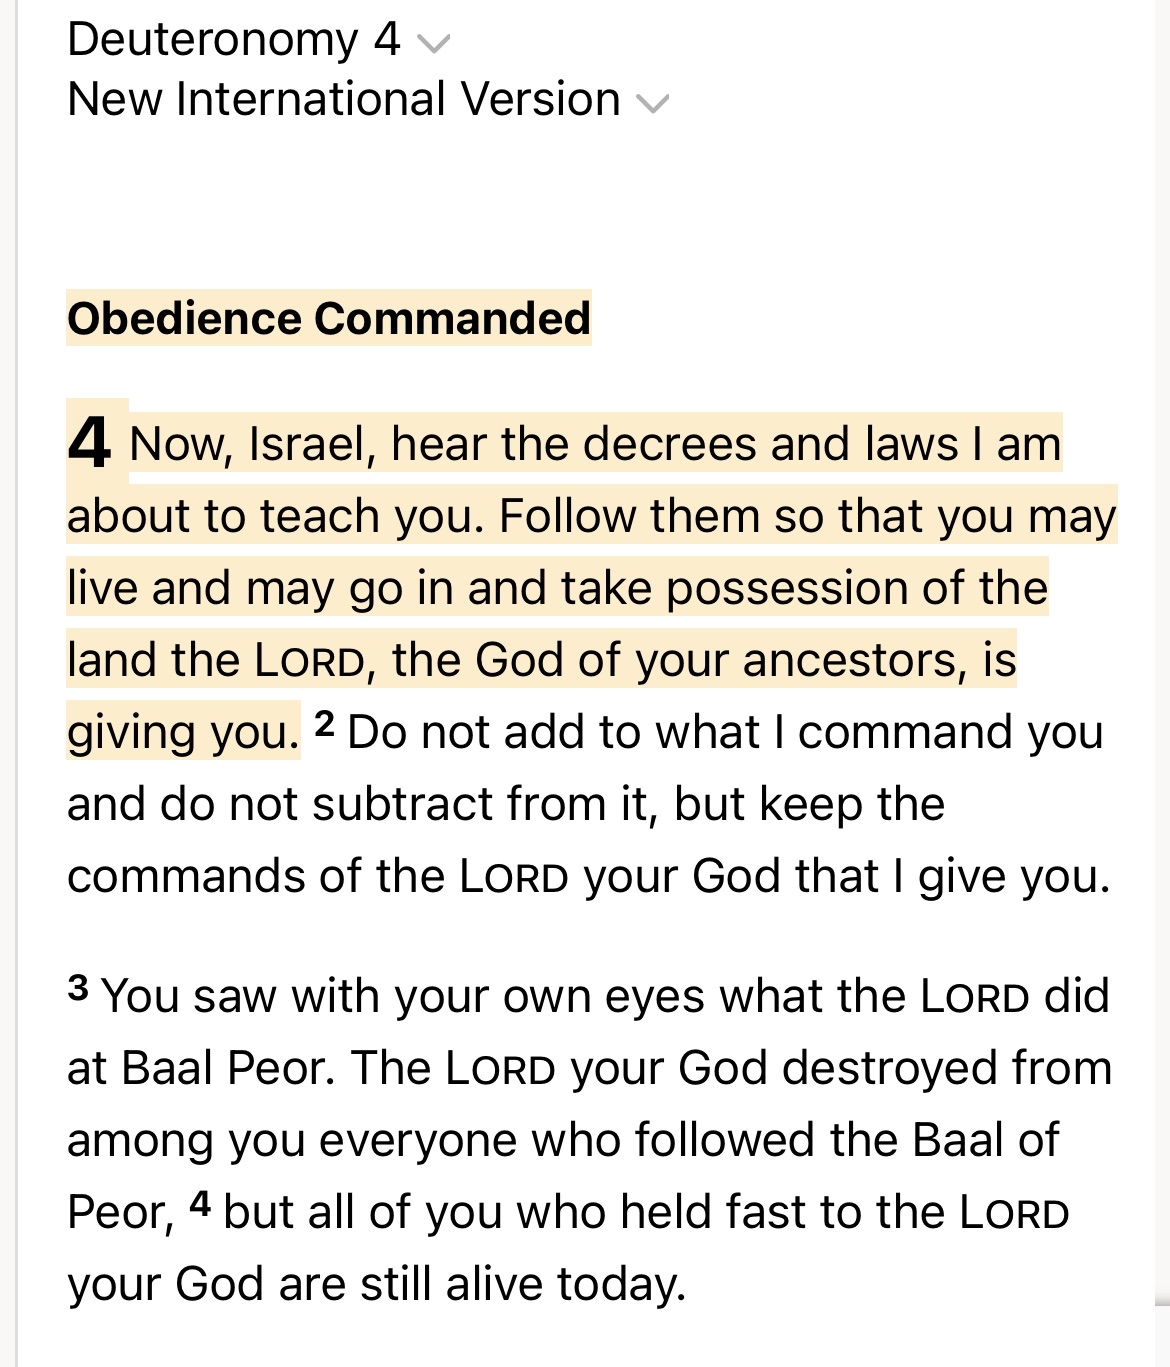 Deuteronomy 4
New International Version
Obedience Commanded
4 Now, Israel, hear the decrees and laws I am
about to teach you. Follow them so that you may
live and may go in and take possession of the
land the LORD, the God of your ancestors, is
giving you. 2 Do not add to what I command you
and do not subtract from it, but keep the
commands of the LORD your God that I give you.
3 You saw with your own eyes what the LORD did
at Baal Peor. The LORD your God destroyed from
among you everyone who followed the Baal of
Peor, 4 but all of you who held fast to the LORD
your God are still alive today.